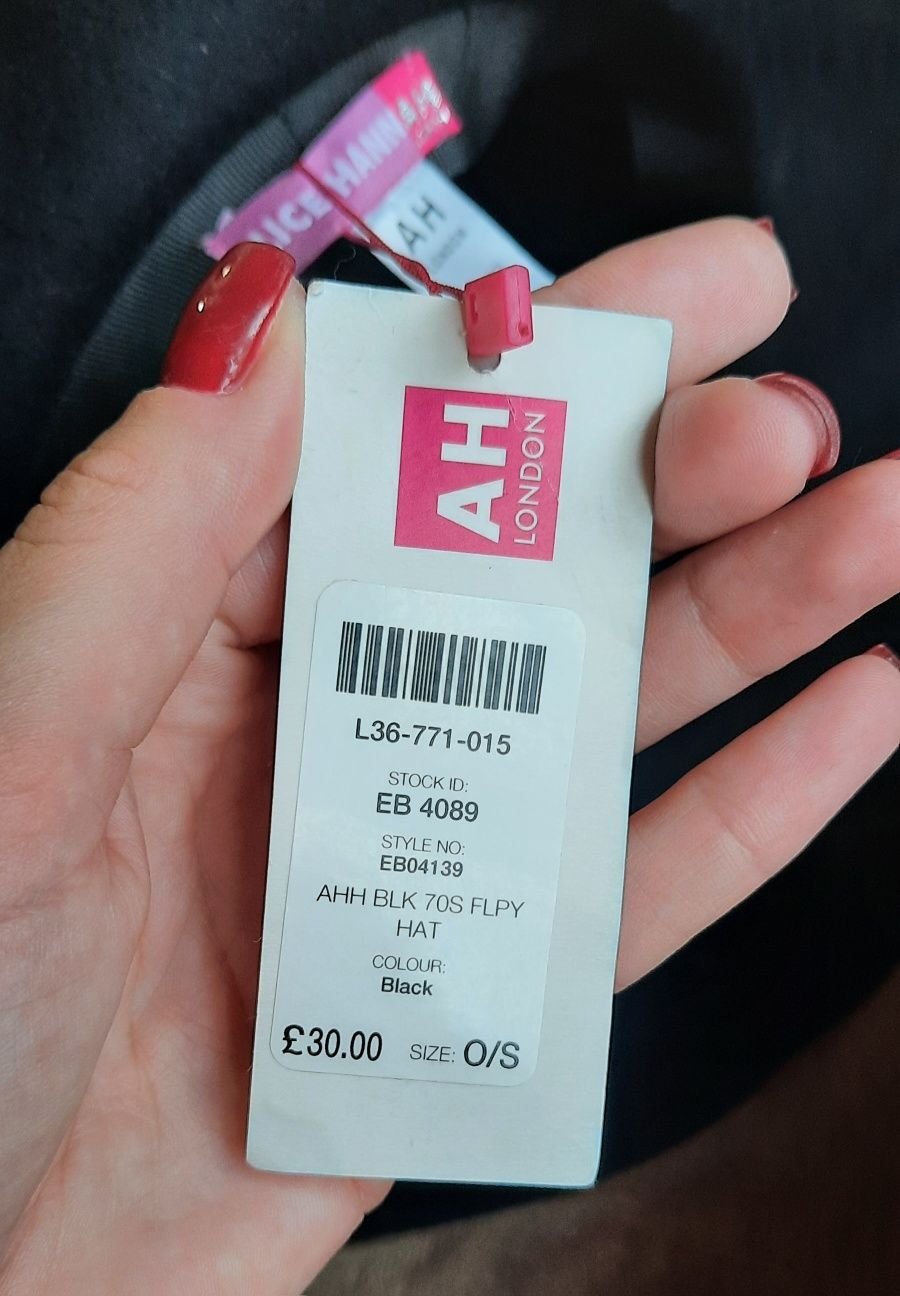 AH
AH
LONDON
L36-771-015
STOCK ID:
EB 4089
STYLE NO:
EB04139
AHH BLK 70S FLPY
HAT
COLOUR:
Black
£30.00 SIZE: O/S